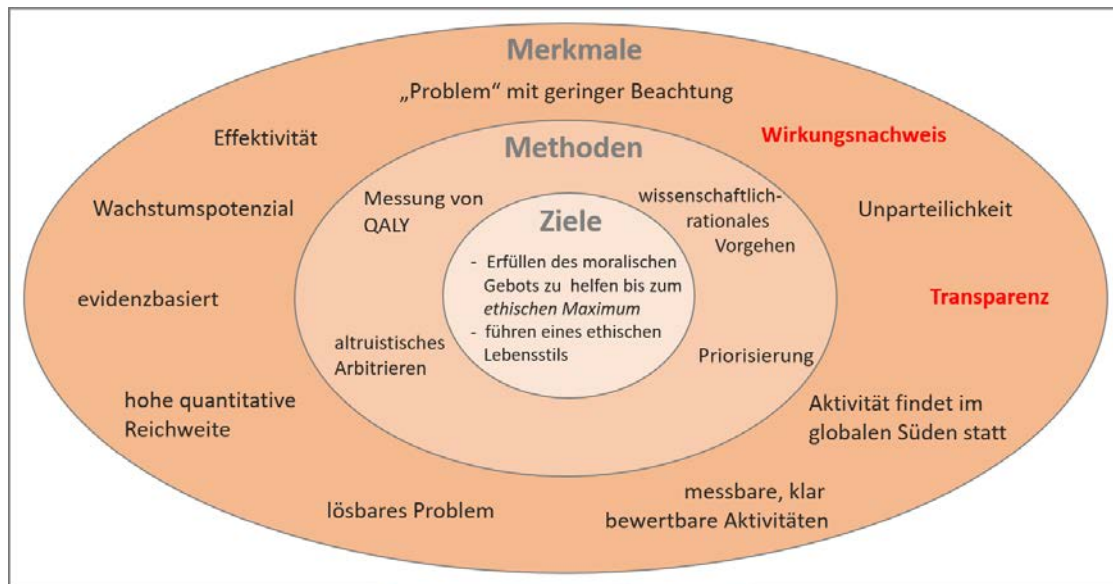 Merkmale
„Problem“ mit geringer Beachtung
Effektivität
Wirkungsnachweis
Methoden
Wachstumspotenzial
Messung von
QALY
wissenschaftlich-
rationales
Vorgehen
Unparteilichkeit
Ziele
- Erfüllen des moralischen
Gebots zu helfen bis zum
ethischen Maximum
- führen eines ethischen
Lebensstils
evidenzbasiert
Transparenz
altruistisches
Arbitrieren
Priorisierung
hohe quantitative
Reichweite
Aktivität findet im
globalen Süden statt
lösbares Problem
messbare, klar
bewertbare Aktivitäten